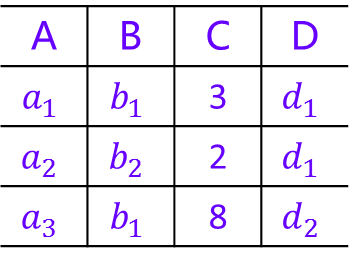 A B C D
a₁ b₁ 3 d₁
a₂ b₂ 2 d₁
a₃ b₁ 8 d₂